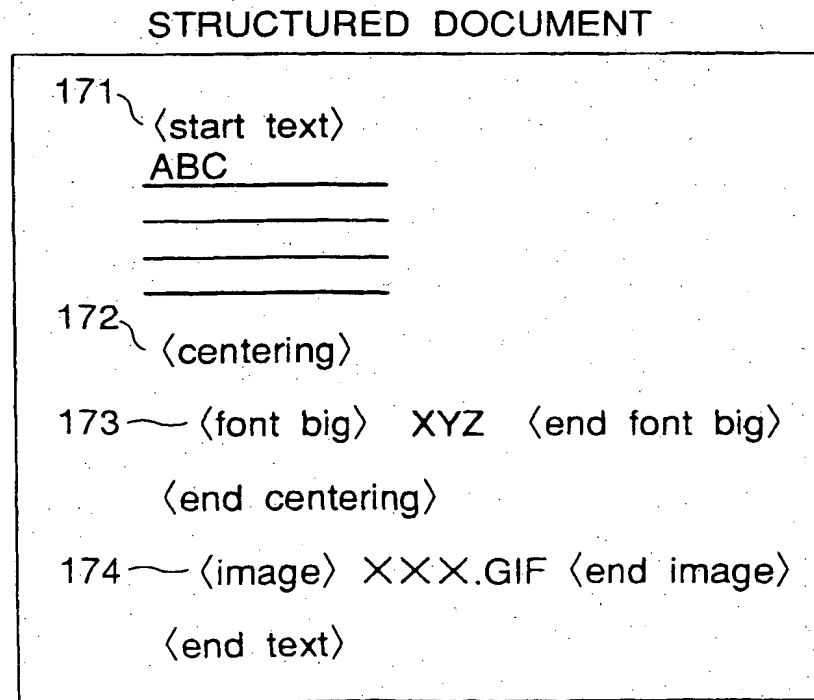 STRUCTURED DOCUMENT
171
〈start text〉
ABC
172
〈centering〉
173 〈font big〉 XYZ 〈end font big〉
〈end centering〉
174 〈image〉 ×××.GIF 〈end image〉
〈end text〉